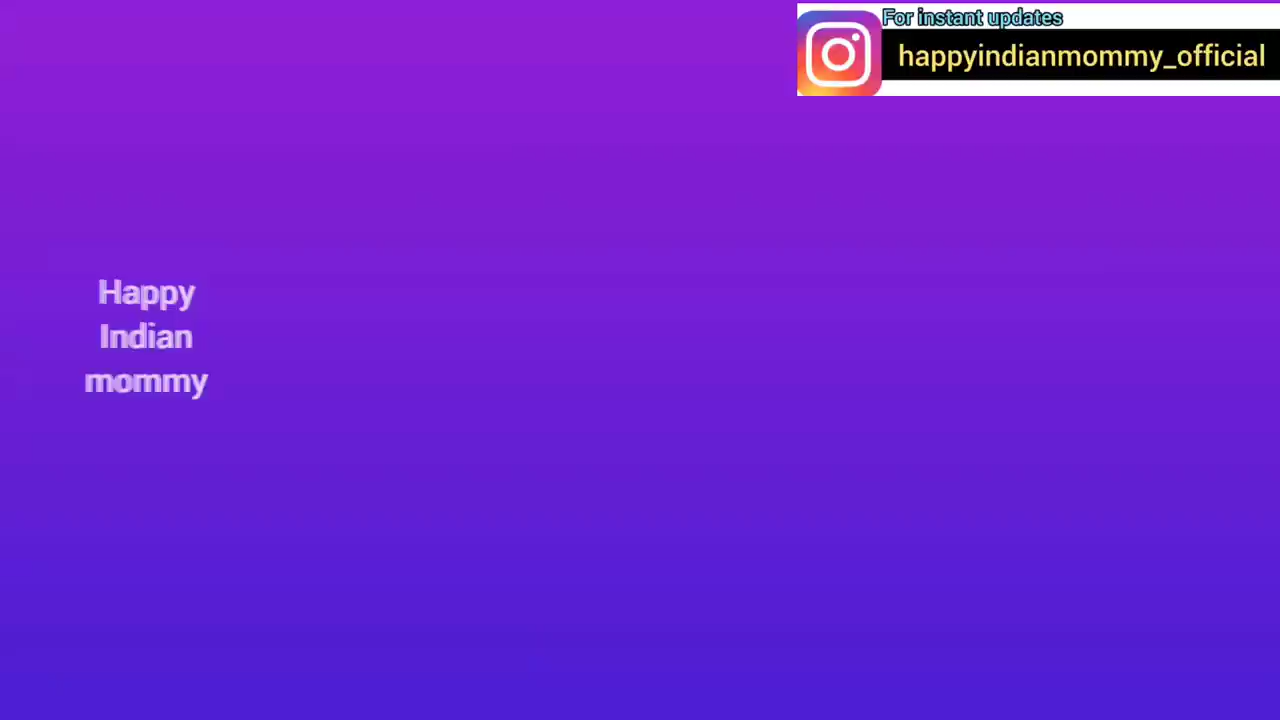 For instant updates
happyindianmommy_official
Happy
Indian
mommy